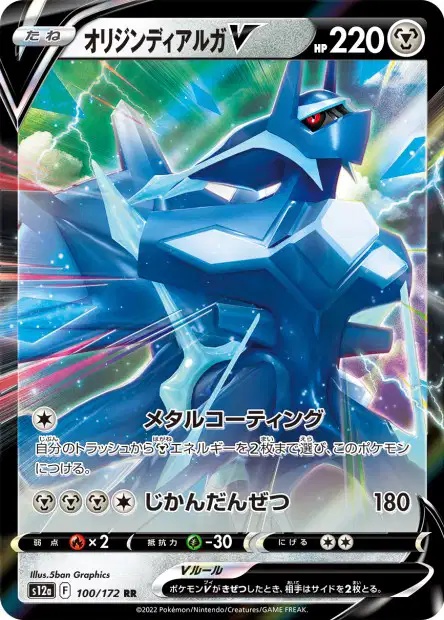 たね オリジンディアルガV HP 220
メタルコーティング
自分のトラッシュからエネルギーを2枚まで選び、このポケモン
につける。
じかんだんぜつ 180
弱点 ×2 抵抗力 -30 にげる
Illus.5ban Graphics
Vルール
s12a F 100/172 RR
ポケモンVがきぜつしたとき、相手はサイドを2枚とる。
©2022 Pokémon/Nintendo/Creatures/GAME FREAK.